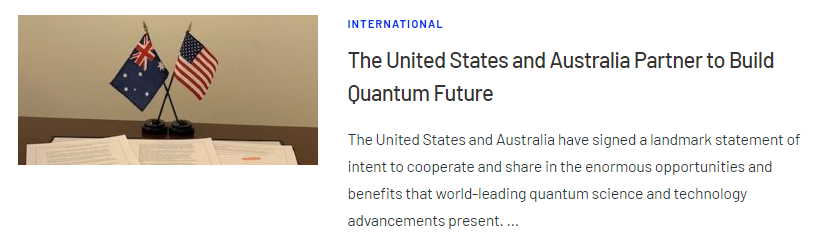 INTERNATIONAL
The United States and Australia Partner to Build
Quantum Future
The United States and Australia have signed a landmark statement of
intent to cooperate and share in the enormous opportunities and
benefits that world-leading quantum science and technology
advancements present. ...